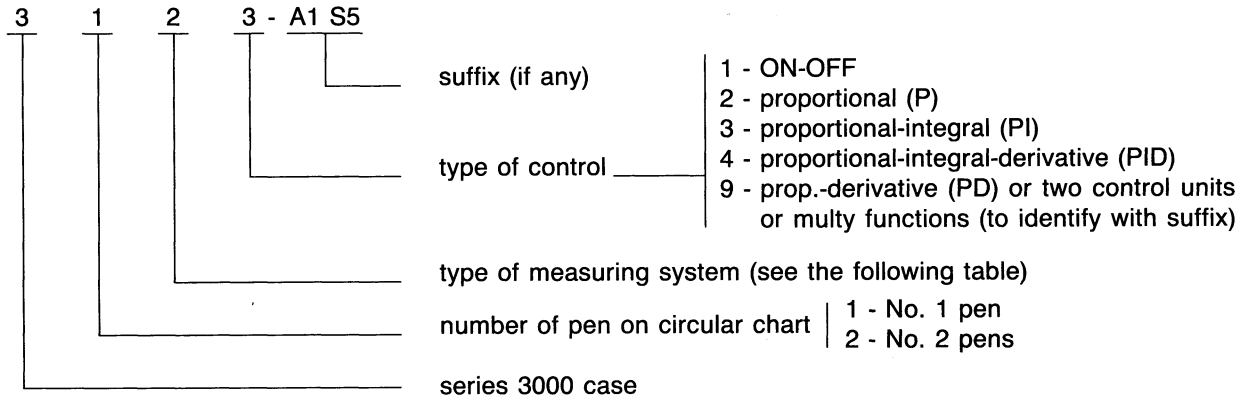 3 1 2 3 - A1 S5
suffix (if any)
1 - ON-OFF
2 - proportional (P)
3 - proportional-integral (PI)
type of control
4 - proportional-integral-derivative (PID)
9 - prop.-derivative (PD) or two control units
or multy functions (to identify with suffix)
type of measuring system (see the following table)
number of pen on circular chart
1 - No. 1 pen
2 - No. 2 pens
series 3000 case